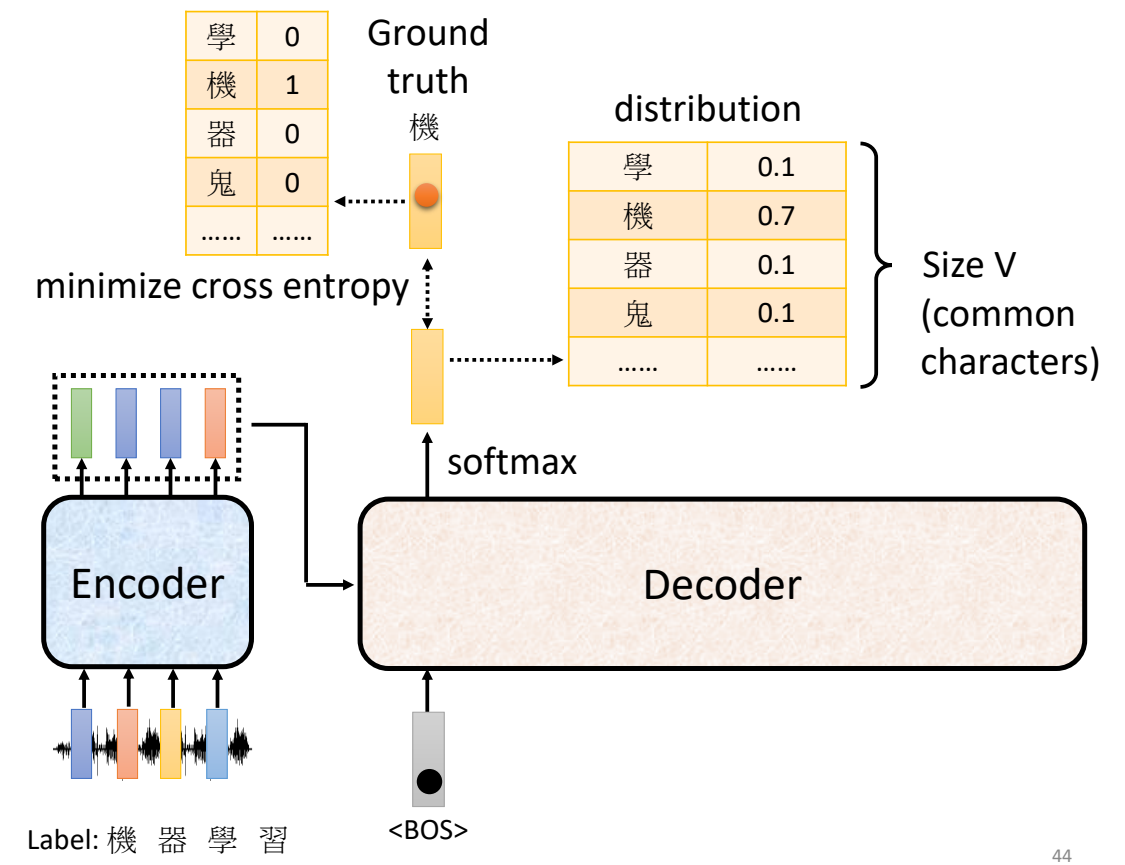 學 0
機 1
器 0
鬼 0
...... ......
Ground
truth
機
distribution
學 0.1
機 0.7
器 0.1
鬼 0.1
...... ......
Size V
(common
characters)
minimize cross entropy
softmax
Encoder
Decoder
Label: 機 器 學 習
<BOS>
44